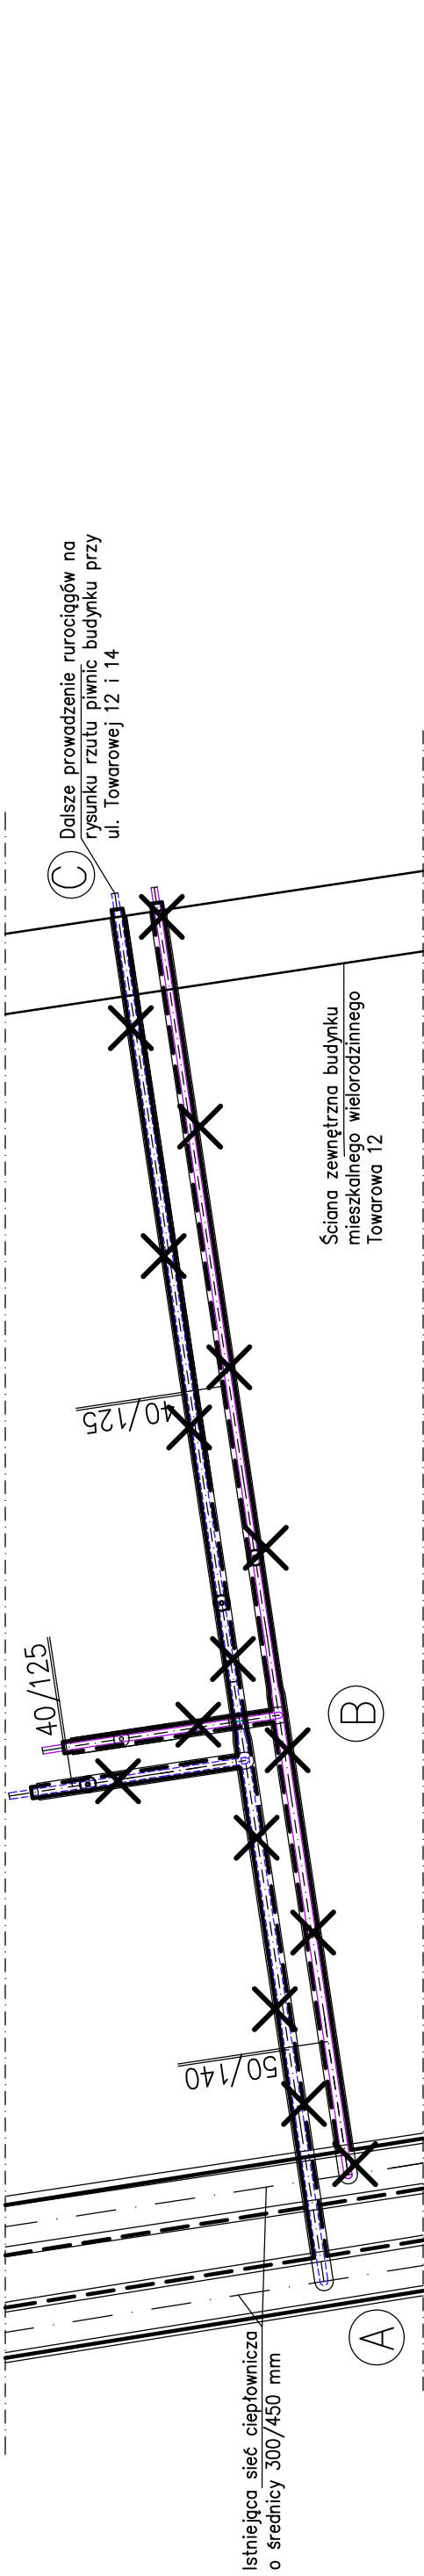 C
Dalsze prowadzenie rurociągów na
rysunku rzutu piwnic budynku przy
ul. Towarowej 12 i 14
Ściana zewnętrzna budynku
mieszkalnego wielorodzinnego
Towarowa 12
40/125
40/125
B
50/140
A
Istniejąca sieć ciepłownicza
o średnicy 300/450 mm